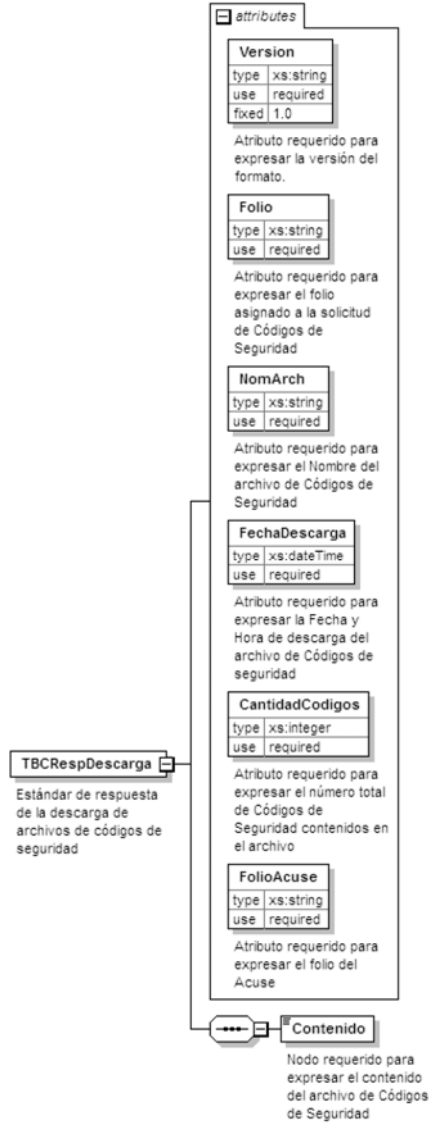 attributes
Version
type xs:string
use required
fixed 1.0
Atributo requerido para
expresar la versión del
formato.
Folio
type xs:string
use required
Atributo requerido para
expresar el folio
asignado a la solicitud
de Códigos de
Seguridad
NomArch
type xs:string
use required
Atributo requerido para
expresar el Nombre del
archivo de Códigos de
Seguridad
FechaDescarga
type xs:dateTime
use required
Atributo requerido para
expresar la Fecha y
Hora de descarga del
archivo de Códigos de
seguridad
CantidadCodigos
type xs:integer
use required
Atributo requerido para
expresar el número total
de Códigos de
Seguridad contenidos en
el archivo
FolioAcuse
type xs:string
use required
Atributo requerido para
expresar el folio del
Acuse
TBCRespDescarga
Estándar de respuesta
de la descarga de
archivos de códigos de
seguridad
Contenido
Nodo requerido para
expresar el contenido
del archivo de Códigos
de Seguridad